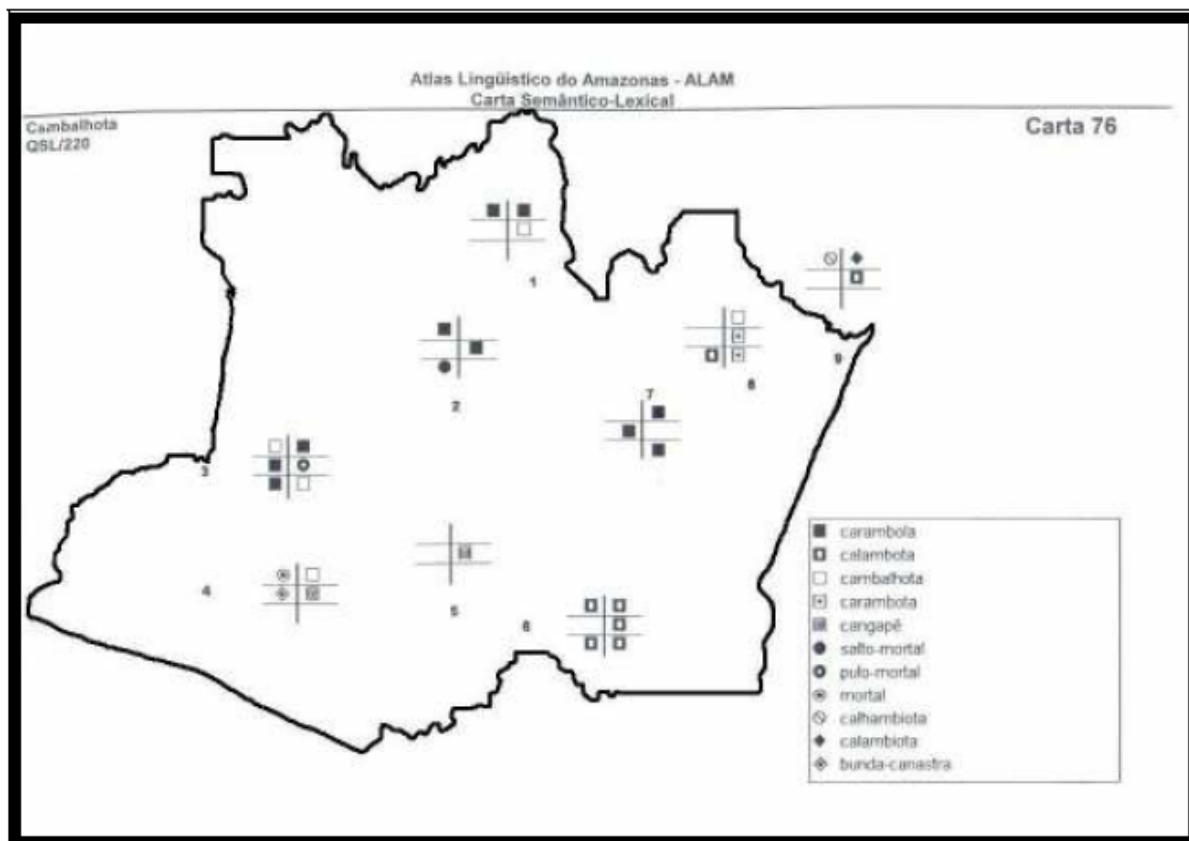 Atlas Lingüístico do Amazonas - ALAM
Carta Semântico-Lexical
Cambalhota
QSL/220
Carta 76
1
2
3
4
5
6
7
8
9
carambola
calambota
cambalhota
carambota
cangapê
salto-mortal
pulo-mortal
mortal
calhambiota
calambiota
bunda-canastra